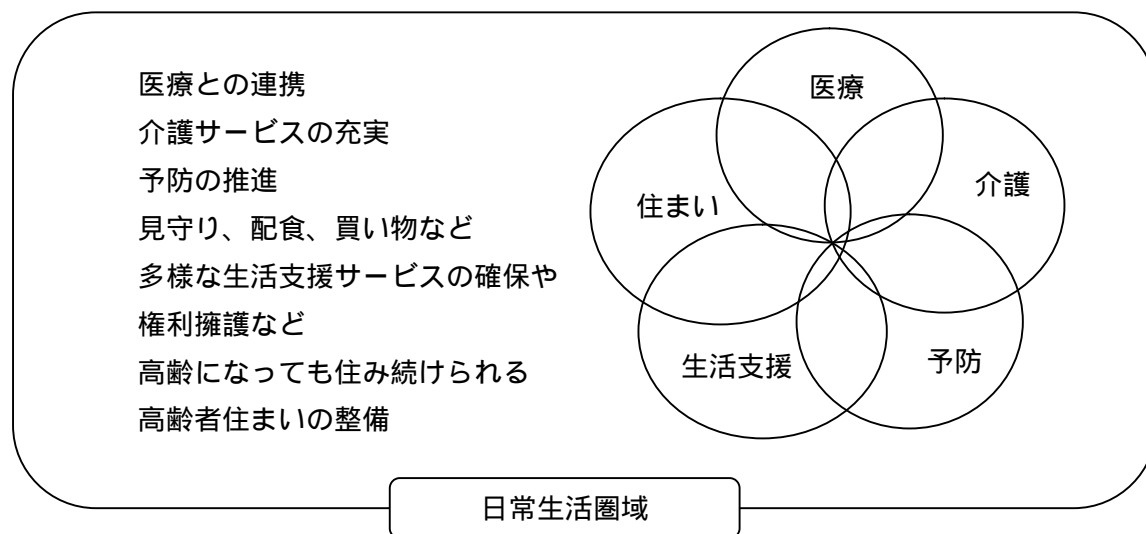 医療との連携
介護サービスの充実
予防の推進
見守り、配食、買い物など
多様な生活支援サービスの確保や
権利擁護など
高齢になっても住み続けられる
高齢者住まいの整備
医療
介護
住まい
生活支援
予防
日常生活圏域